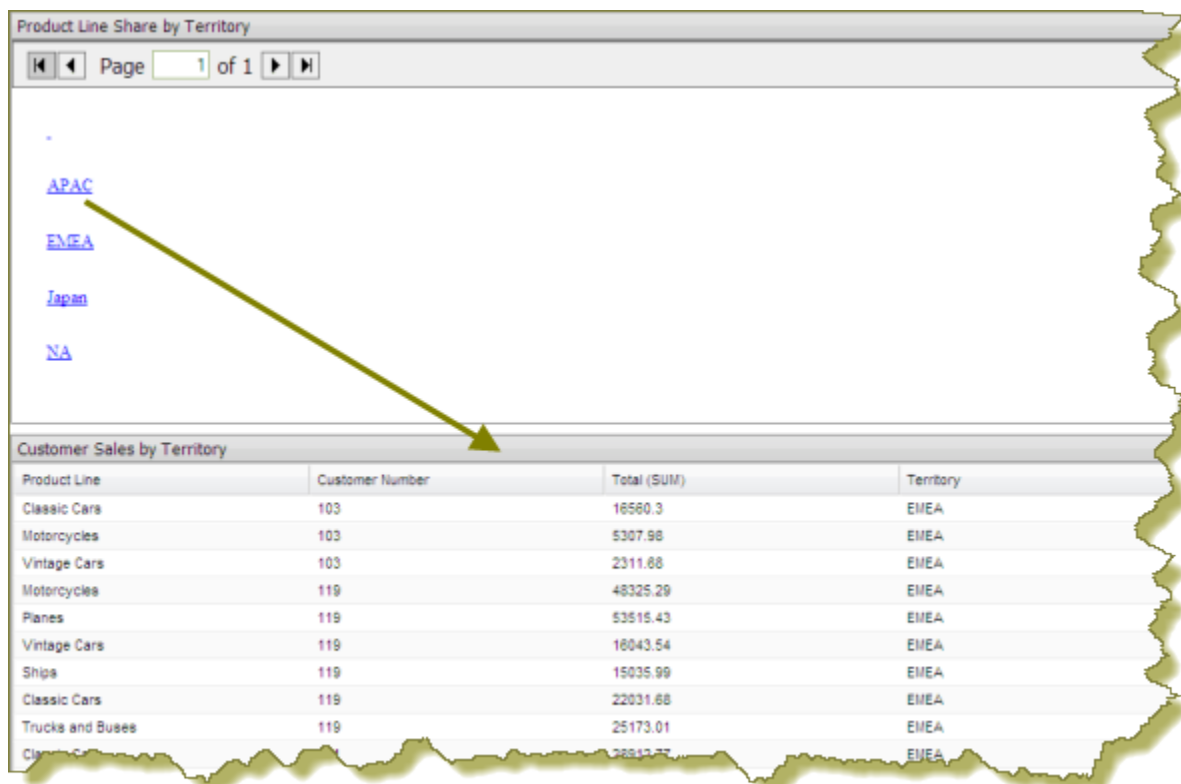 Product Line Share by Territory
Page 1 of 1
-
APAC
EMEA
Japan
NA
Customer Sales by Territory
Product Line Customer Number Total (SUM) Territory
Classic Cars 103 16560.3 EMEA
Motorcycles 103 5307.98 EMEA
Vintage Cars 103 2311.68 EMEA
Motorcycles 119 48325.29 EMEA
Planes 119 53515.43 EMEA
Vintage Cars 119 16043.54 EMEA
Ships 119 15035.99 EMEA
Classic Cars 119 22031.68 EMEA
Trucks and Buses 119 25173.01 EMEA
EMEA